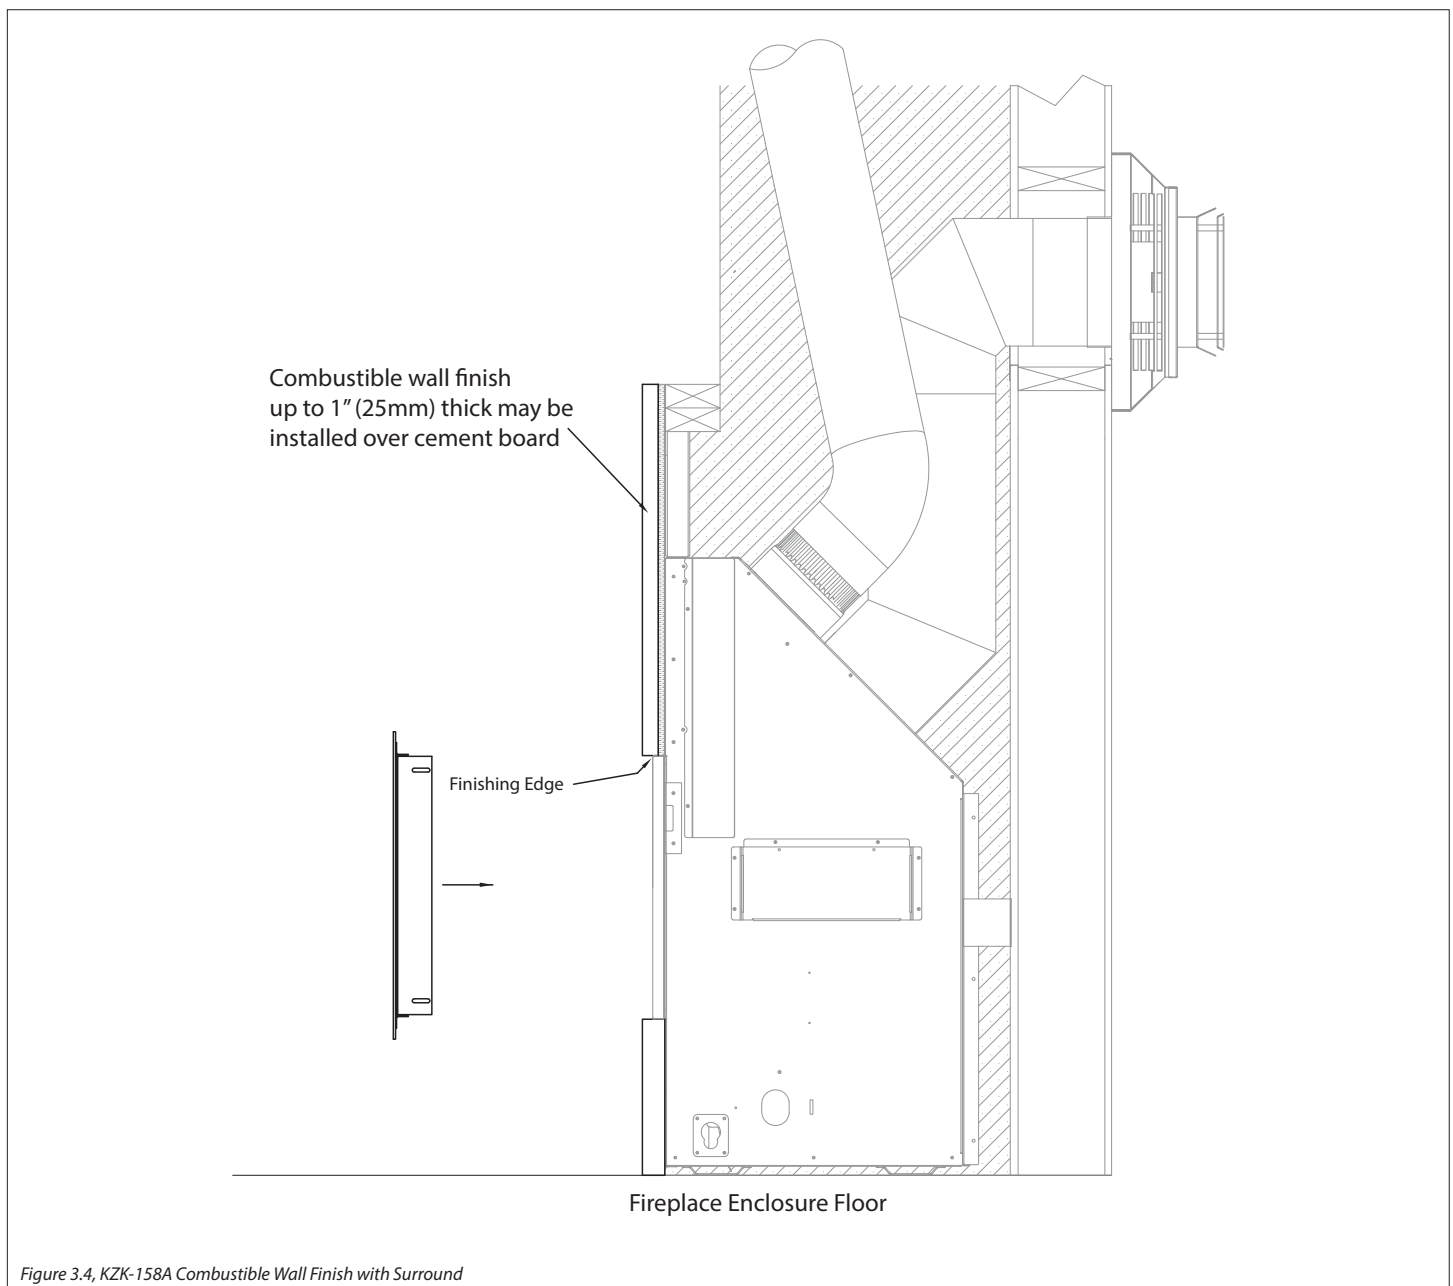 Combustible wall finish
up to 1” (25mm) thick may be
installed over cement board
Finishing Edge
Fireplace Enclosure Floor
Figure 3.4, KZK-158A Combustible Wall Finish with Surround